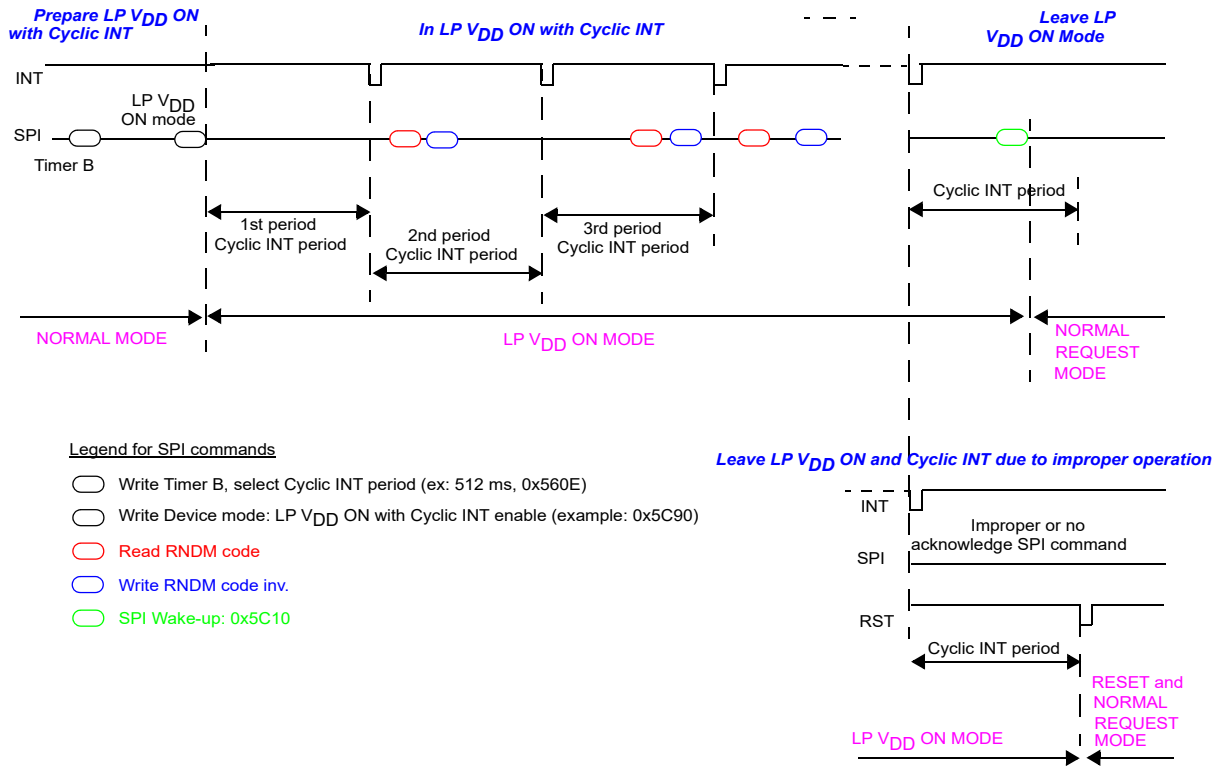 Prepare LP VDD ON
with Cyclic INT
In LP VDD ON with Cyclic INT
Leave LP
VDD ON Mode
INT
LP VDD
ON mode
SPI
Timer B
1st period
Cyclic INT period
2nd period
Cyclic INT period
3rd period
Cyclic INT period
Cyclic INT period
NORMAL MODE
LP VDD ON MODE
NORMAL
REQUEST
MODE
Legend for SPI commands
Write Timer B, select Cyclic INT period (ex: 512 ms, 0x560E)
Write Device mode: LP VDD ON with Cyclic INT enable (example: 0x5C90)
Read RNDM code
Write RNDM code inv.
SPI Wake-up: 0x5C10
Leave LP VDD ON and Cyclic INT due to improper operation
INT
Improper or no
acknowledge SPI command
SPI
RST
Cyclic INT period
RESET and
NORMAL
REQUEST
MODE
LP VDD ON MODE